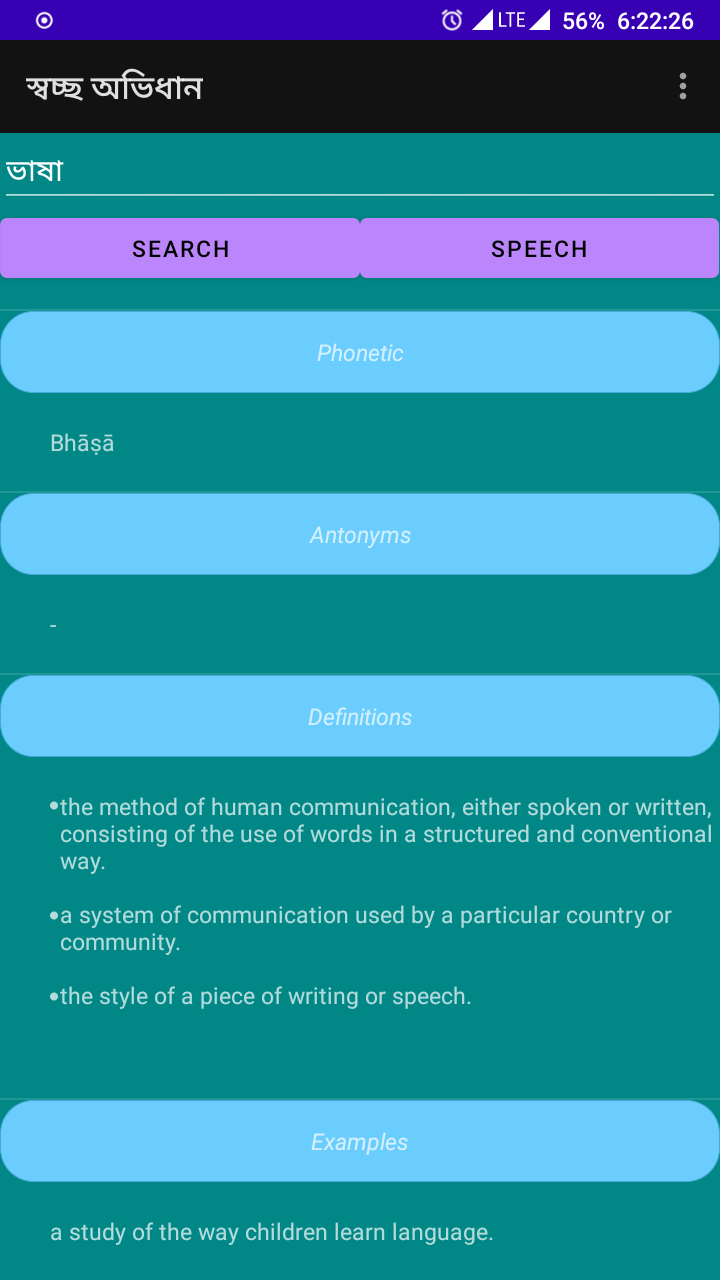 LTE 56% 6:22:26
স্বচ্ছ অভিধান
ভাষা
SEARCH SPEECH
Phonetic
Bhāṣā
Antonyms
-
Definitions
•the method of human communication, either spoken or written,
consisting of the use of words in a structured and conventional
way.
•a system of communication used by a particular country or
community.
•the style of a piece of writing or speech.
Examples
a study of the way children learn language.